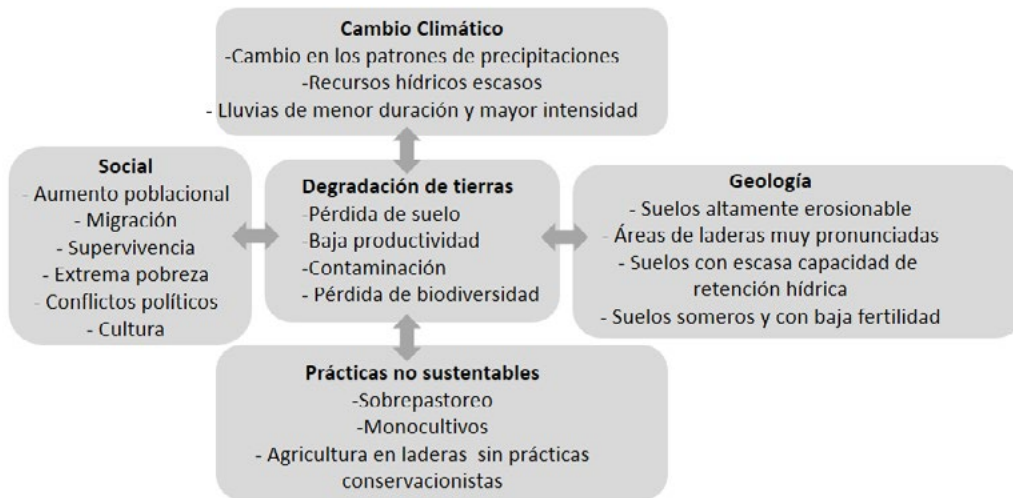 Cambio Climático
-Cambio en los patrones de precipitaciones
-Recursos hídricos escasos
- Lluvias de menor duración y mayor intensidad
Social
- Aumento poblacional
- Migración
- Supervivencia
- Extrema pobreza
- Conflictos políticos
- Cultura
Degradación de tierras
-Pérdida de suelo
-Baja productividad
-Contaminación
- Pérdida de biodiversidad
Geología
- Suelos altamente erosionable
- Áreas de laderas muy pronunciadas
- Suelos con escasa capacidad de
retención hídrica
- Suelos someros y con baja fertilidad
Prácticas no sustentables
-Sobrepastoreo
-Monocultivos
- Agricultura en laderas sin prácticas
conservacionistas